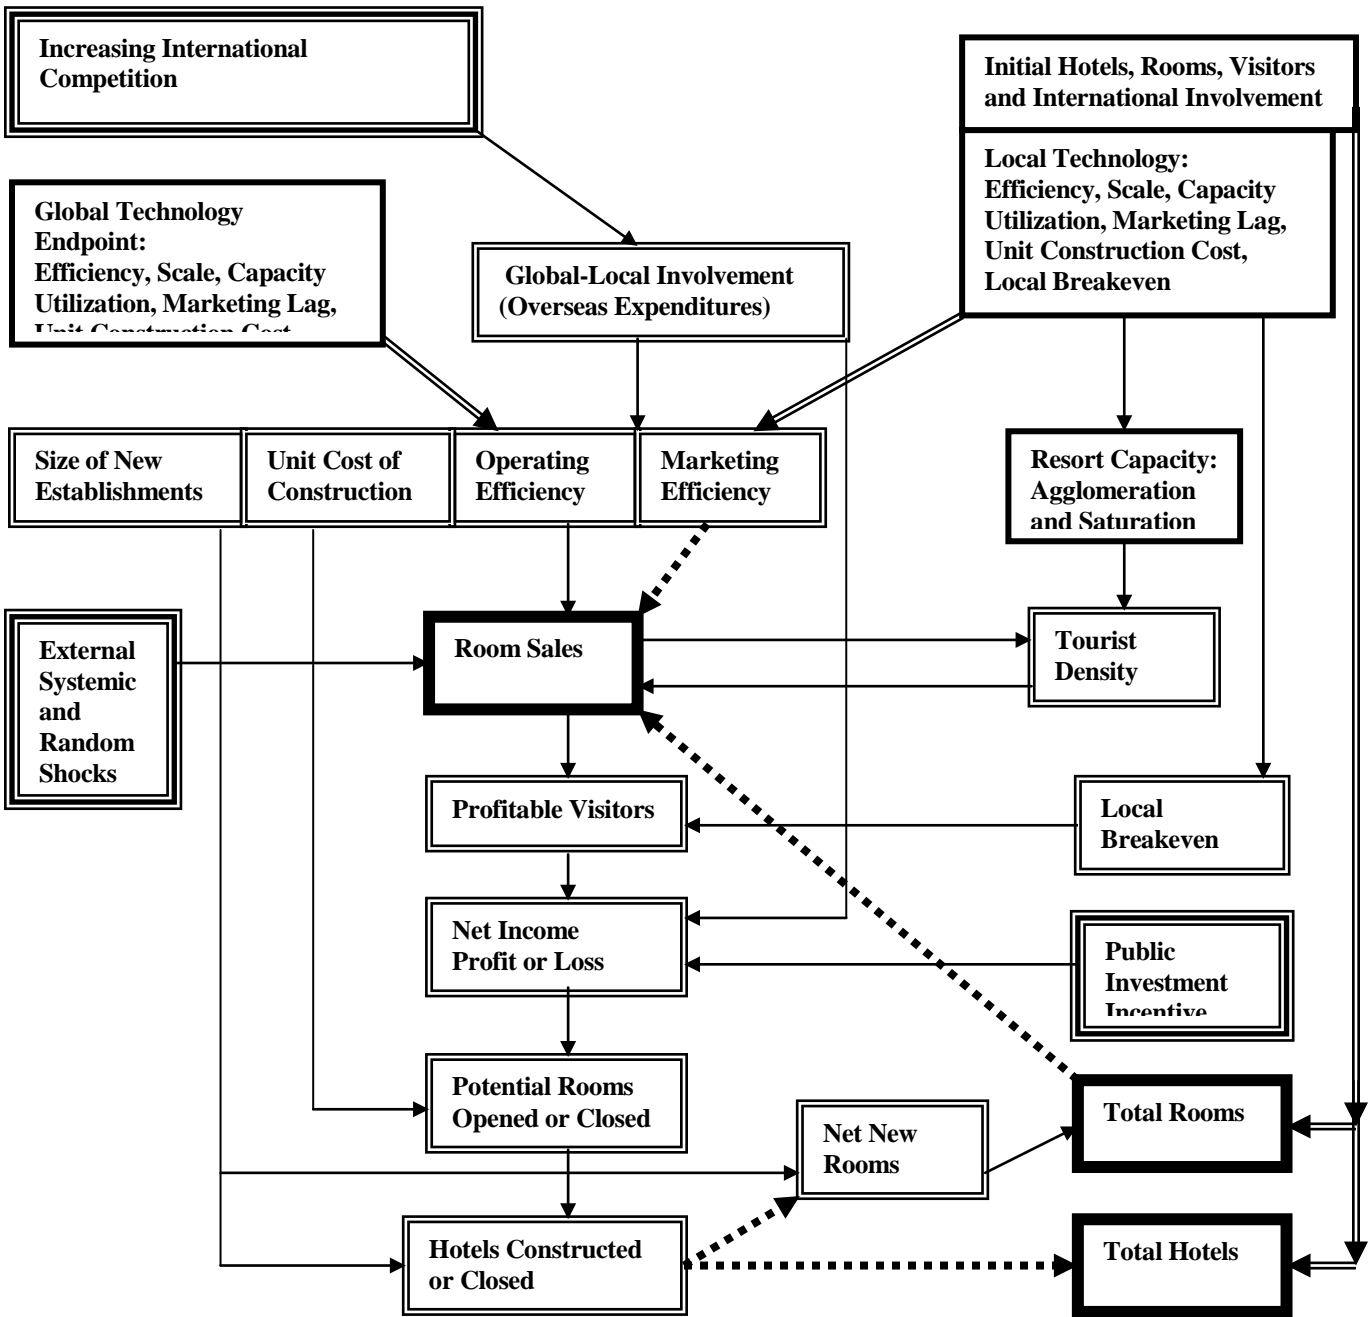 Increasing International
Competition
Initial Hotels, Rooms, Visitors
and International Involvement
Local Technology:
Efficiency, Scale, Capacity
Utilization, Marketing Lag,
Unit Construction Cost,
Local Breakeven
Global Technology
Endpoint:
Efficiency, Scale, Capacity
Utilization, Marketing Lag,
Unit Construction Cost
Global-Local Involvement
(Overseas Expenditures)
Size of New
Establishments
Unit Cost of
Construction
Operating
Efficiency
Marketing
Efficiency
Resort Capacity:
Agglomeration
and Saturation
External
Systemic
and
Random
Shocks
Room Sales
Tourist
Density
Profitable Visitors
Local
Breakeven
Net Income
Profit or Loss
Public
Investment
Incentive
Potential Rooms
Opened or Closed
Net New
Rooms
Total Rooms
Hotels Constructed
or Closed
Total Hotels